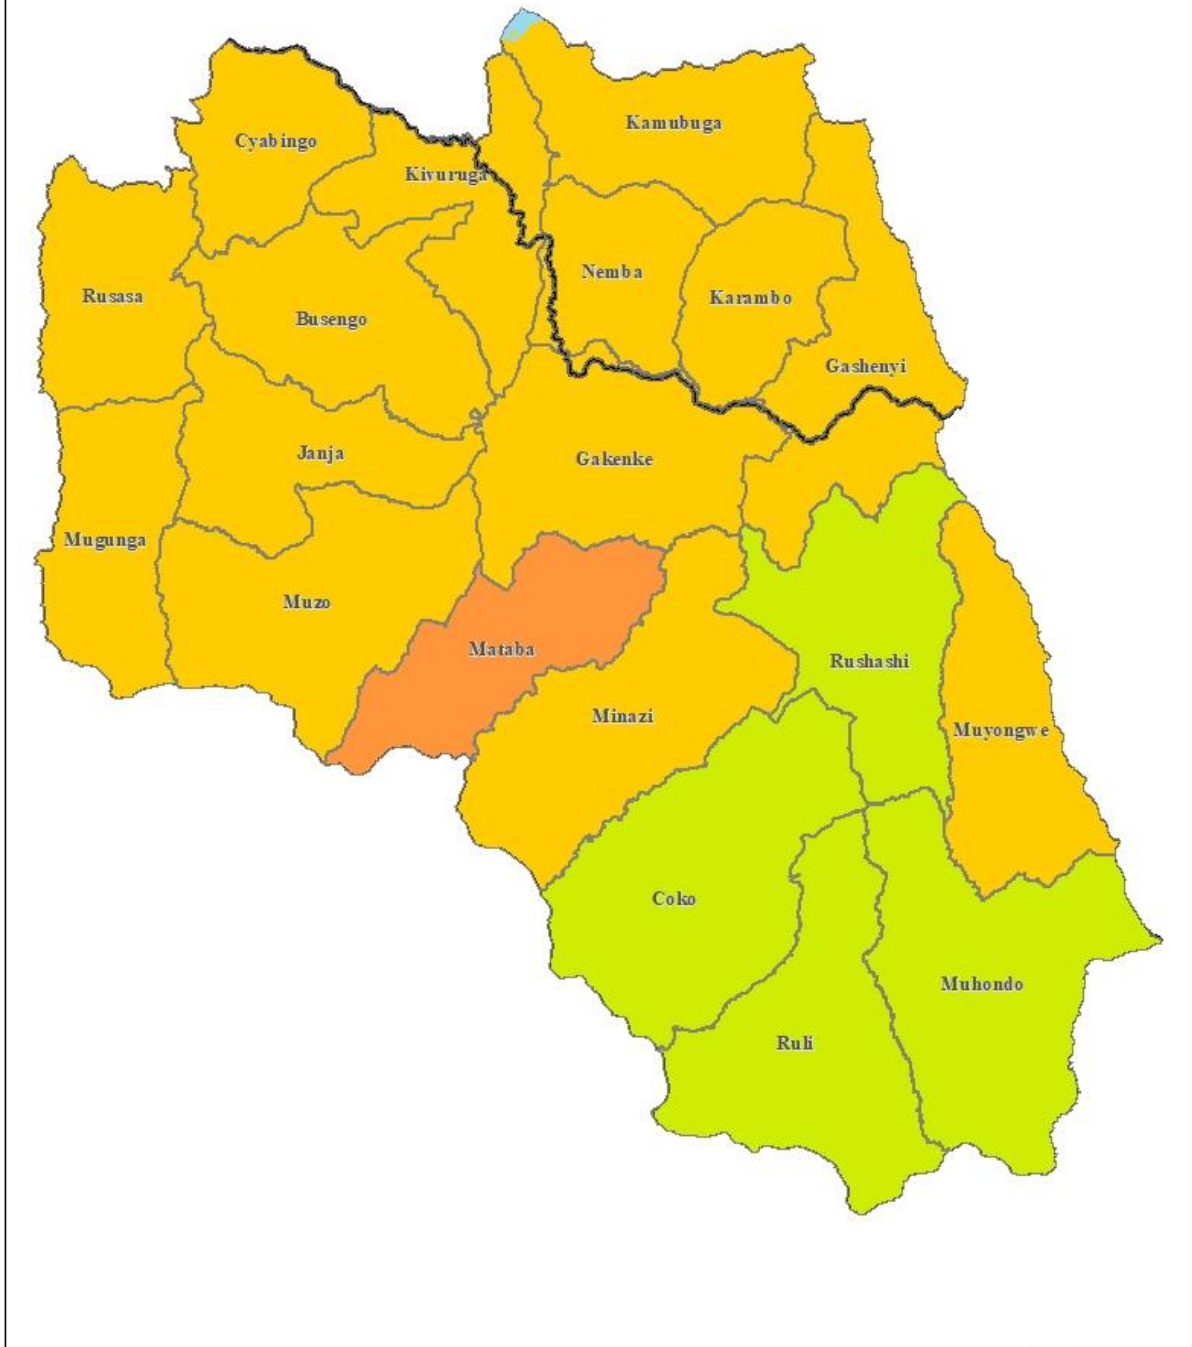 Kamubuga
Cyabingo
Kivuruga
Nemba
Rusasa
Karambo
Busengo
Gashenyi
Janja
Gakenke
Mugunga
Muzo
Mataba
Rushashi
Minazi
Muyongwe
Coko
Muhondo
Ruli